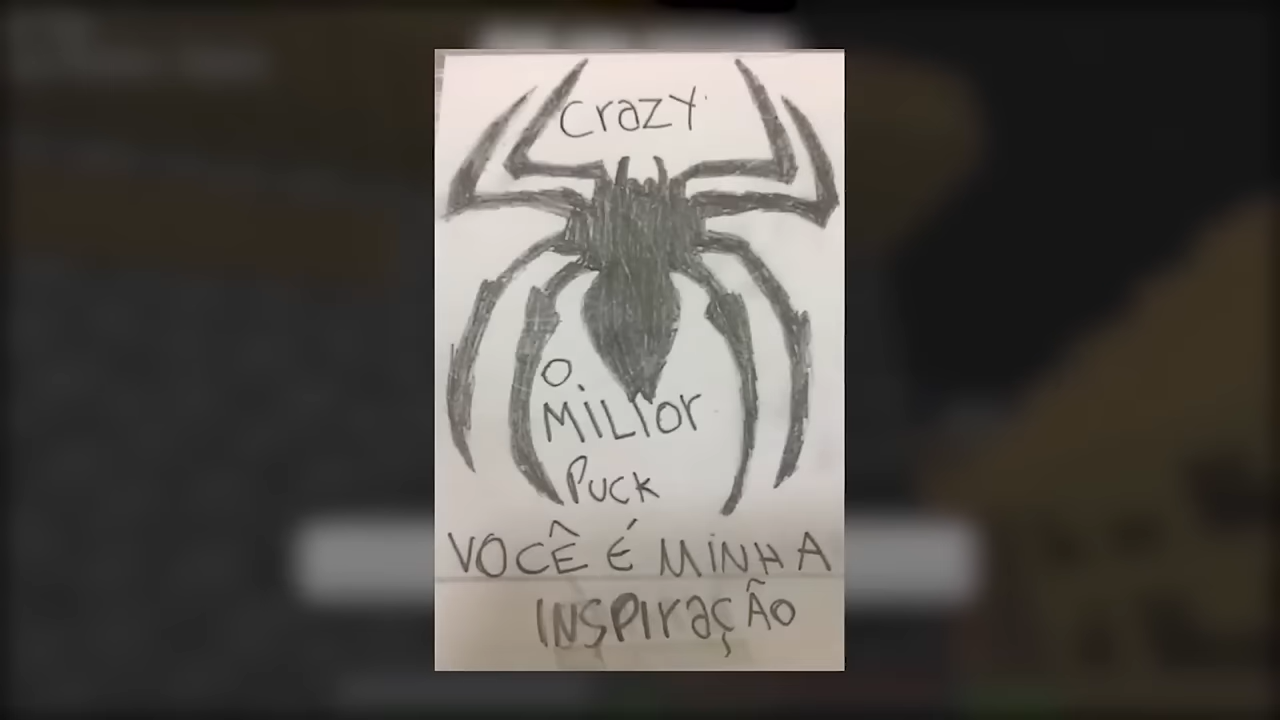 Crazy
O
MiLIor
Puck
VOCÊ É MiNHA
INSPIraçÃO